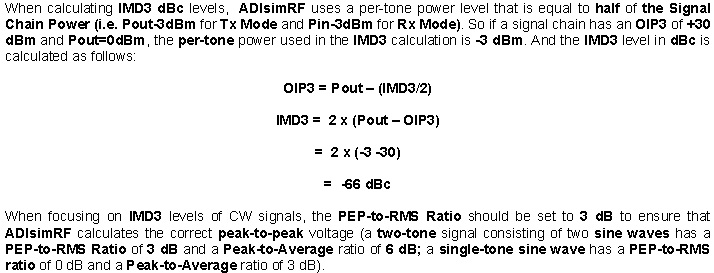 When calculating IMD3 dBc levels, ADIsimRF uses a per-tone power level that is equal to half of the Signal
Chain Power (i.e. Pout-3dBm for Tx Mode and Pin-3dBm for Rx Mode). So if a signal chain has an OIP3 of +30
dBm and Pout=0dBm, the per-tone power used in the IMD3 calculation is -3 dBm. And the IMD3 level in dBc is
calculated as follows:
OIP3 = Pout – (IMD3/2)
IMD3 = 2 x (Pout – OIP3)
= 2 x (-3 -30)
= -66 dBc
When focusing on IMD3 levels of CW signals, the PEP-to-RMS Ratio should be set to 3 dB to ensure that
ADIsimRF calculates the correct peak-to-peak voltage (a two-tone signal consisting of two sine waves has a
PEP-to-RMS Ratio of 3 dB and a Peak-to-Average ratio of 6 dB; a single-tone sine wave has a PEP-to-RMS
ratio of 0 dB and a Peak-to-Average ratio of 3 dB).